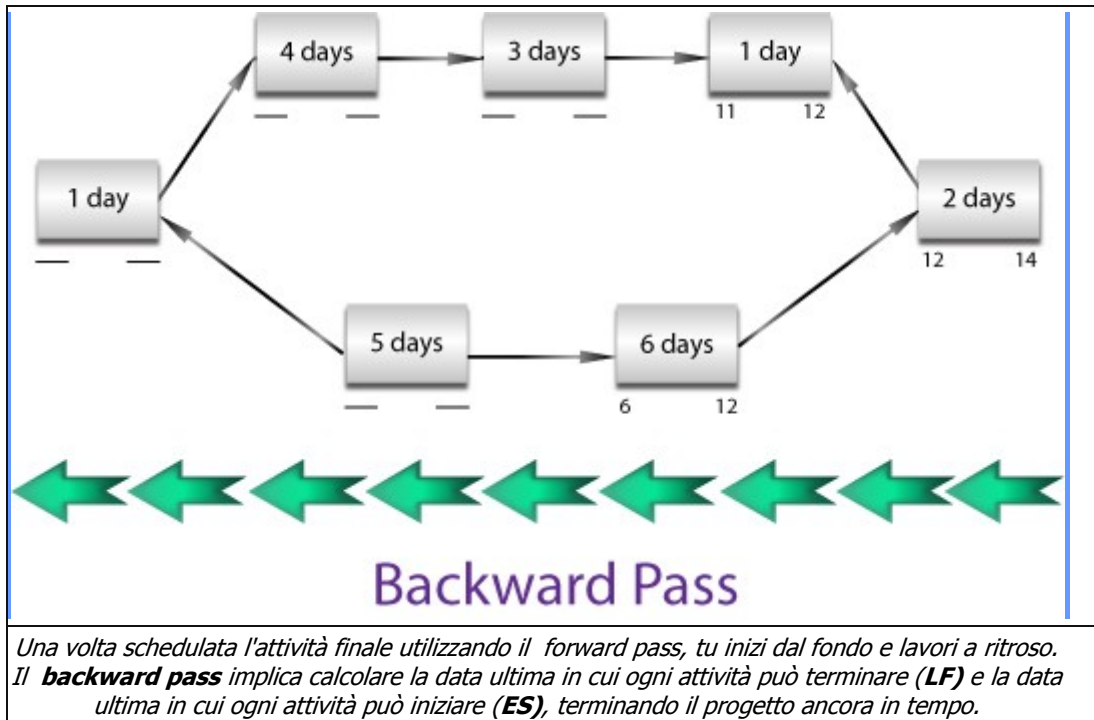 4 days
3 days
1 day
11 12
1 day
2 days
12 14
5 days
6 days
6 12
Backward Pass
Una volta schedulata l'attività finale utilizzando il forward pass, tu inizi dal fondo e lavori a ritroso.
Il backward pass implica calcolare la data ultima in cui ogni attività può terminare (LF) e la data
ultima in cui ogni attività può iniziare (ES), terminando il progetto ancora in tempo.